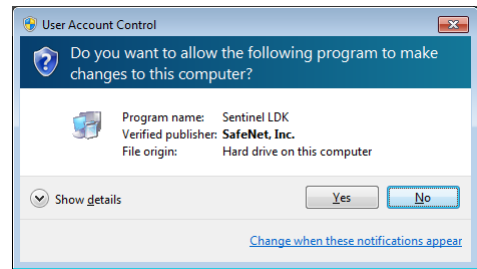 User Account Control
Do you want to allow the following program to make
changes to this computer?
Program name: Sentinel LDK
Verified publisher: SafeNet, Inc.
File origin: Hard drive on this computer
Show details
Yes
No
Change when these notifications appear